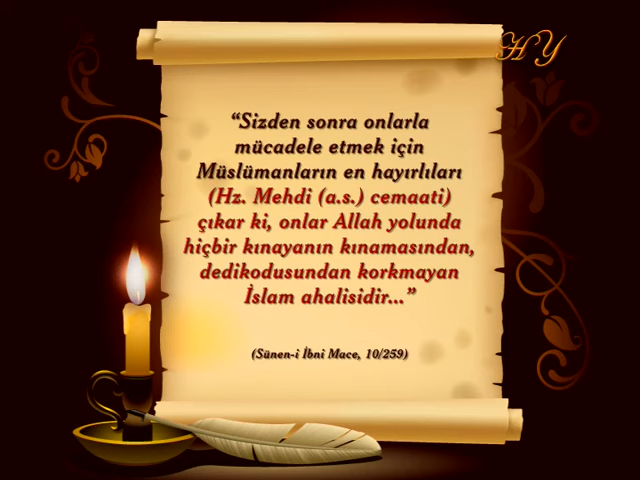 HY
“Sizden sonra onlarla
mücadele etmek için
Müslümanların en hayırlıları
(Hz. Mehdi (a.s.) cemaati)
çıkar ki, onlar Allah yolunda
hiçbir kınayanın kınamasından,
dedikodusundan korkmayan
İslam ahalisidir...”
(Sünen-i İbni Mace, 10/259)